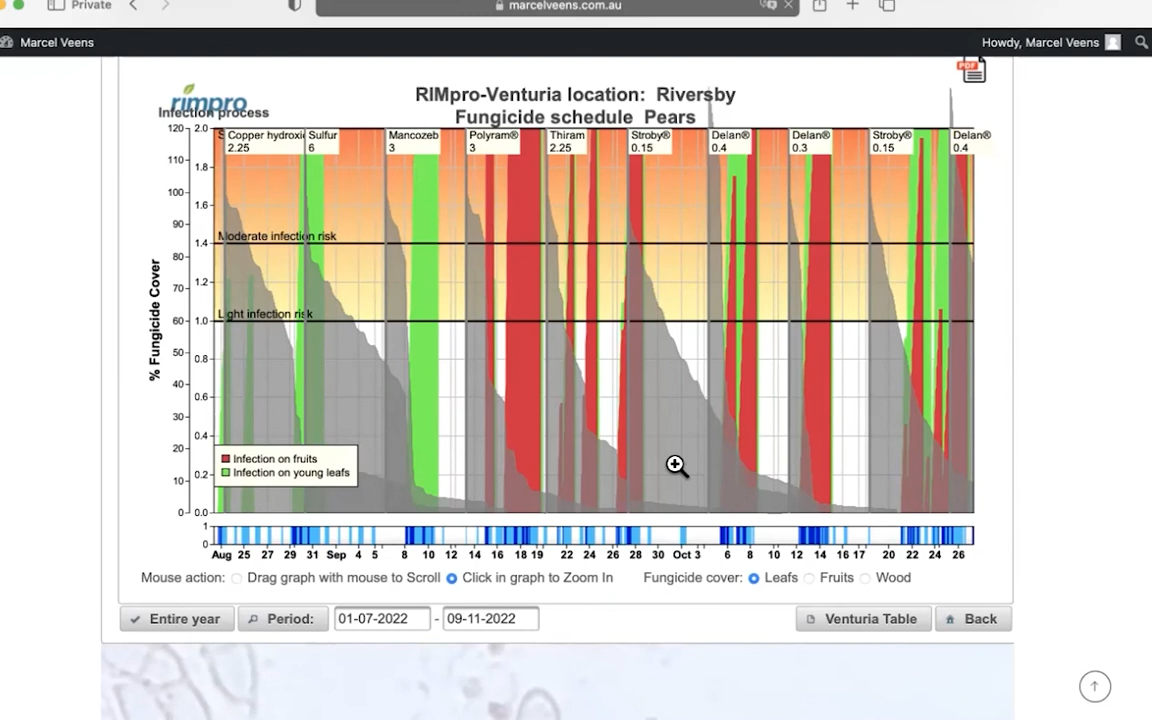 Private
marcelveens.com.au
Marcel Veens
Howdy, Marcel Veens
PDF
rimpro
Infection process
RIMpro-Venturia location: Riversby
Fungicide schedule Pears
120 2.0
110
1.8
100
1.6
90
1.4
80
1.2
70
60 1.0
50
0.8
40
0.6
30
0.4
20
0.2
10
0 0.0
% Fungicide Cover
Copper hydroxi
2.25
Sulfur
6
Mancozeb
3
Polyram®
3
Thiram
2.25
Stroby®
0.15
Delan®
0.4
Delan®
0.3
Stroby®
0.15
Delan®
0.4
Moderate infection risk
Light infection risk
Infection on fruits
Infection on young leafs
1
0
Aug 25 27 29 31 Sep 4 5 8 10 12 14 16 18 19 22 24 26 28 30 Oct 3 6 8 10 12 14 16 17 20 22 24 26
Mouse action: Drag graph with mouse to Scroll Click in graph to Zoom In Fungicide cover: Leafs Fruits Wood
Entire year Period: 01-07-2022 - 09-11-2022 Venturia Table Back